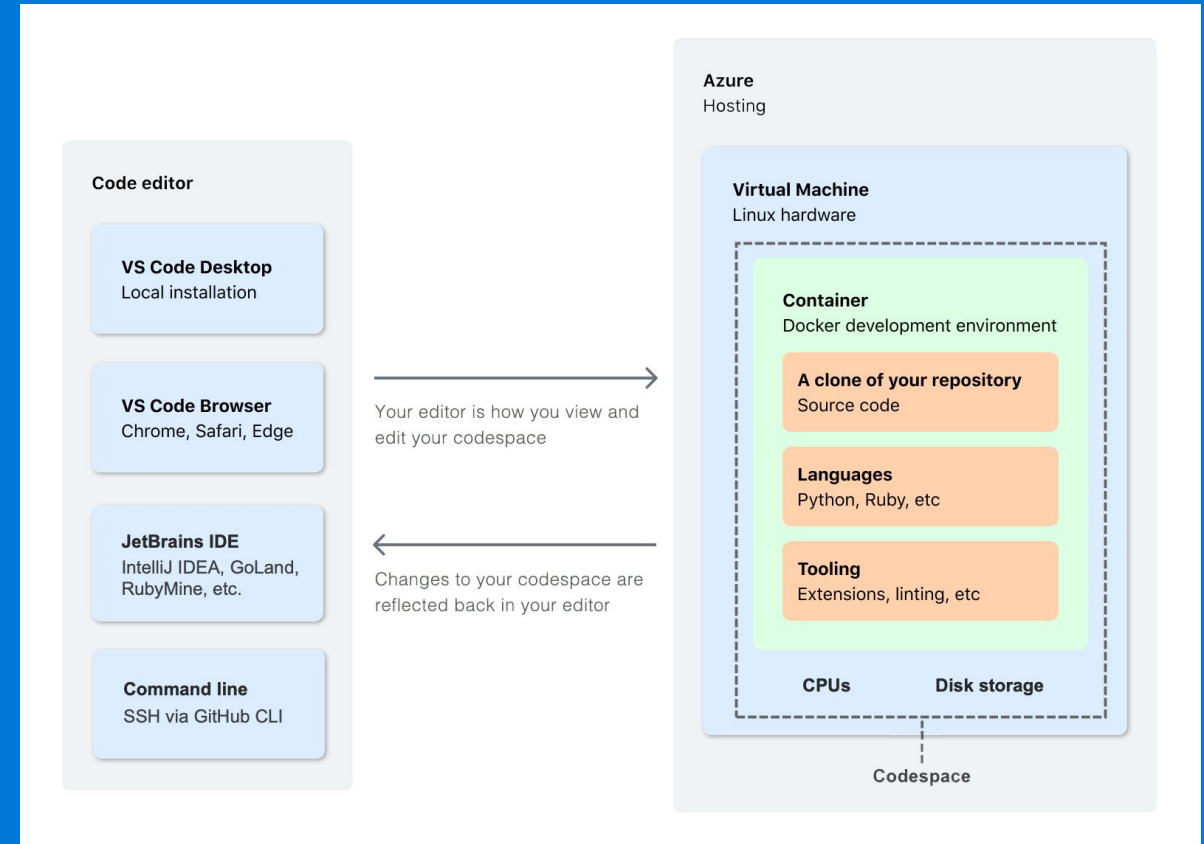 Code editor
VS Code Desktop
Local installation
VS Code Browser
Chrome, Safari, Edge
JetBrains IDE
IntelliJ IDEA, GoLand,
RubyMine, etc.
Command line
SSH via GitHub CLI
Your editor is how you view and
edit your codespace
Changes to your codespace are
reflected back in your editor
Azure
Hosting
Virtual Machine
Linux hardware
Container
Docker development environment
A clone of your repository
Source code
Languages
Python, Ruby, etc
Tooling
Extensions, linting, etc
CPUs Disk storage
Codespace